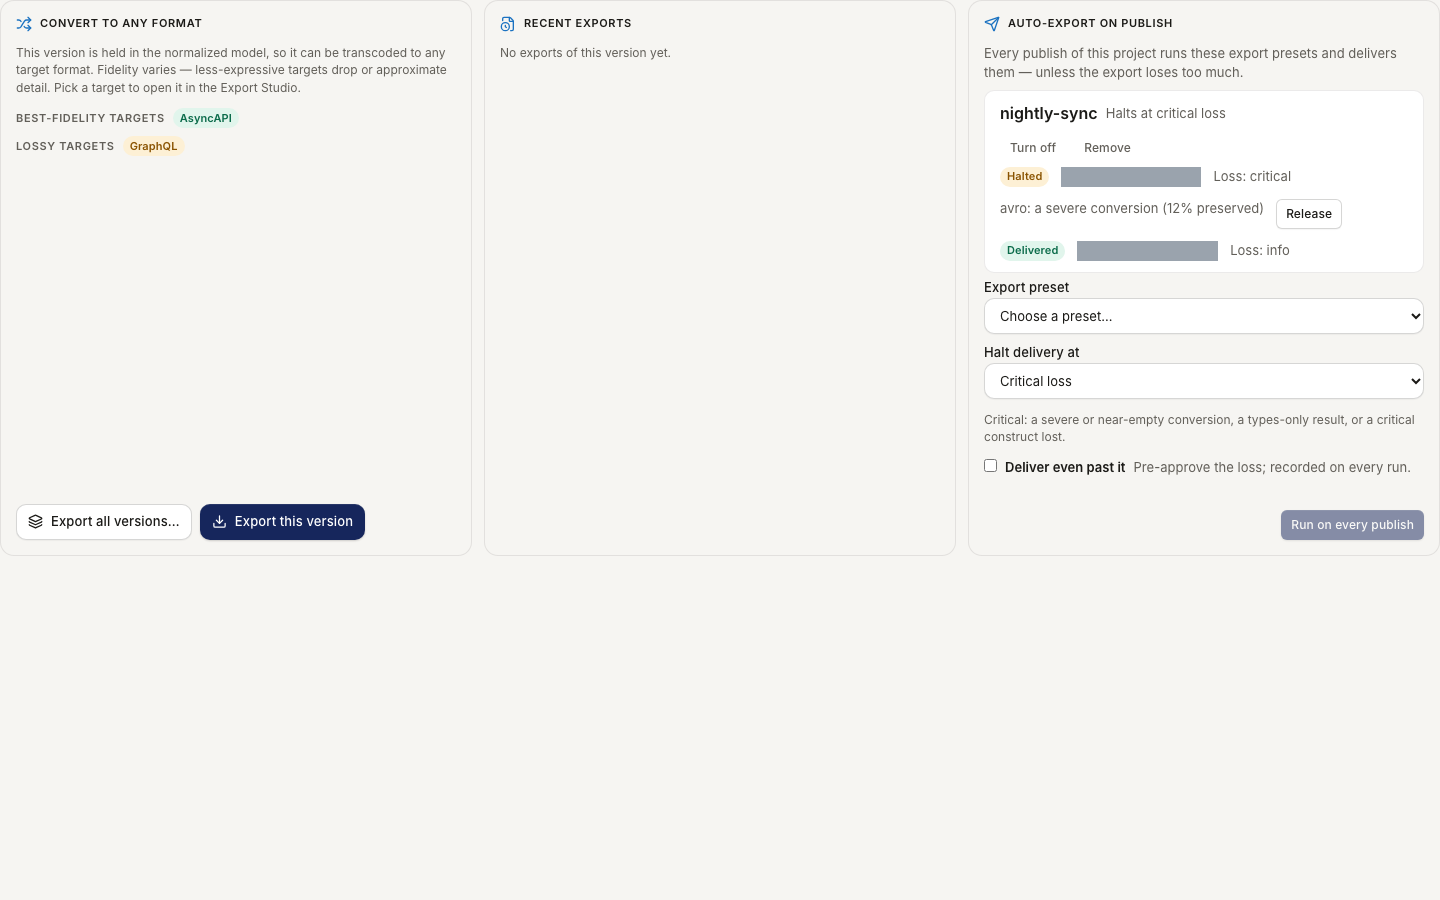 CONVERT TO ANY FORMAT
This version is held in the normalized model, so it can be transcoded to any
target format. Fidelity varies — less-expressive targets drop or approximate
detail. Pick a target to open it in the Export Studio.
BEST-FIDELITY TARGETS AsyncAPI
LOSSY TARGETS GraphQL
Export all versions... Export this version
RECENT EXPORTS
No exports of this version yet.
AUTO-EXPORT ON PUBLISH
Every publish of this project runs these export presets and delivers
them — unless the export loses too much.
nightly-sync Halts at critical loss
Turn off Remove
Halted Loss: critical
avro: a severe conversion (12% preserved) Release
Delivered Loss: info
Export preset
Choose a preset...
Halt delivery at
Critical loss
Critical: a severe or near-empty conversion, a types-only result, or a critical
construct lost.
Deliver even past it Pre-approve the loss; recorded on every run.
Run on every publish